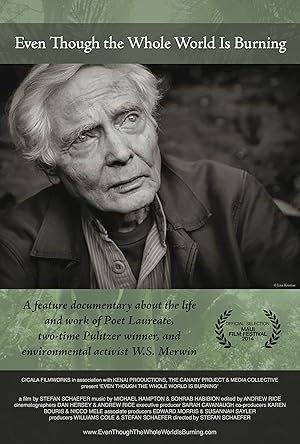 Even Though the Whole World Is Burning
© Lisa Kristine
A feature documentary about the life
and work of Poet Laureate,
two-time Pulitzer winner, and
environmental activist W.S. Merwin
OFFICIAL SELECTION
MAUI
FILM FESTIVAL
2014
CICALA FILMWORKS in association with KENAI PRODUCTIONS, THE CANARY PROJECT & MEDIA COLLECTIVE
present 'EVEN THOUGH THE WHOLE WORLD IS BURNING'
a film by STEFAN SCHAEFER music by MICHAEL HAMPTON & SOHRAB HABIBION edited by ANDREW RICE
cinematographers DAN HERSEY & ANDREW RICE executive producer SARAH CAVANAUGH co-producers KAREN
BOURIS & NICCO MELE associate producers EDWARD MORRIS & SUSANNAH SAYLER
producers WILLIAMS COLE & STEFAN SCHAEFER directed by STEFAN SCHAEFER
www.EvenThoughTheWholeWorldIsBurning.com